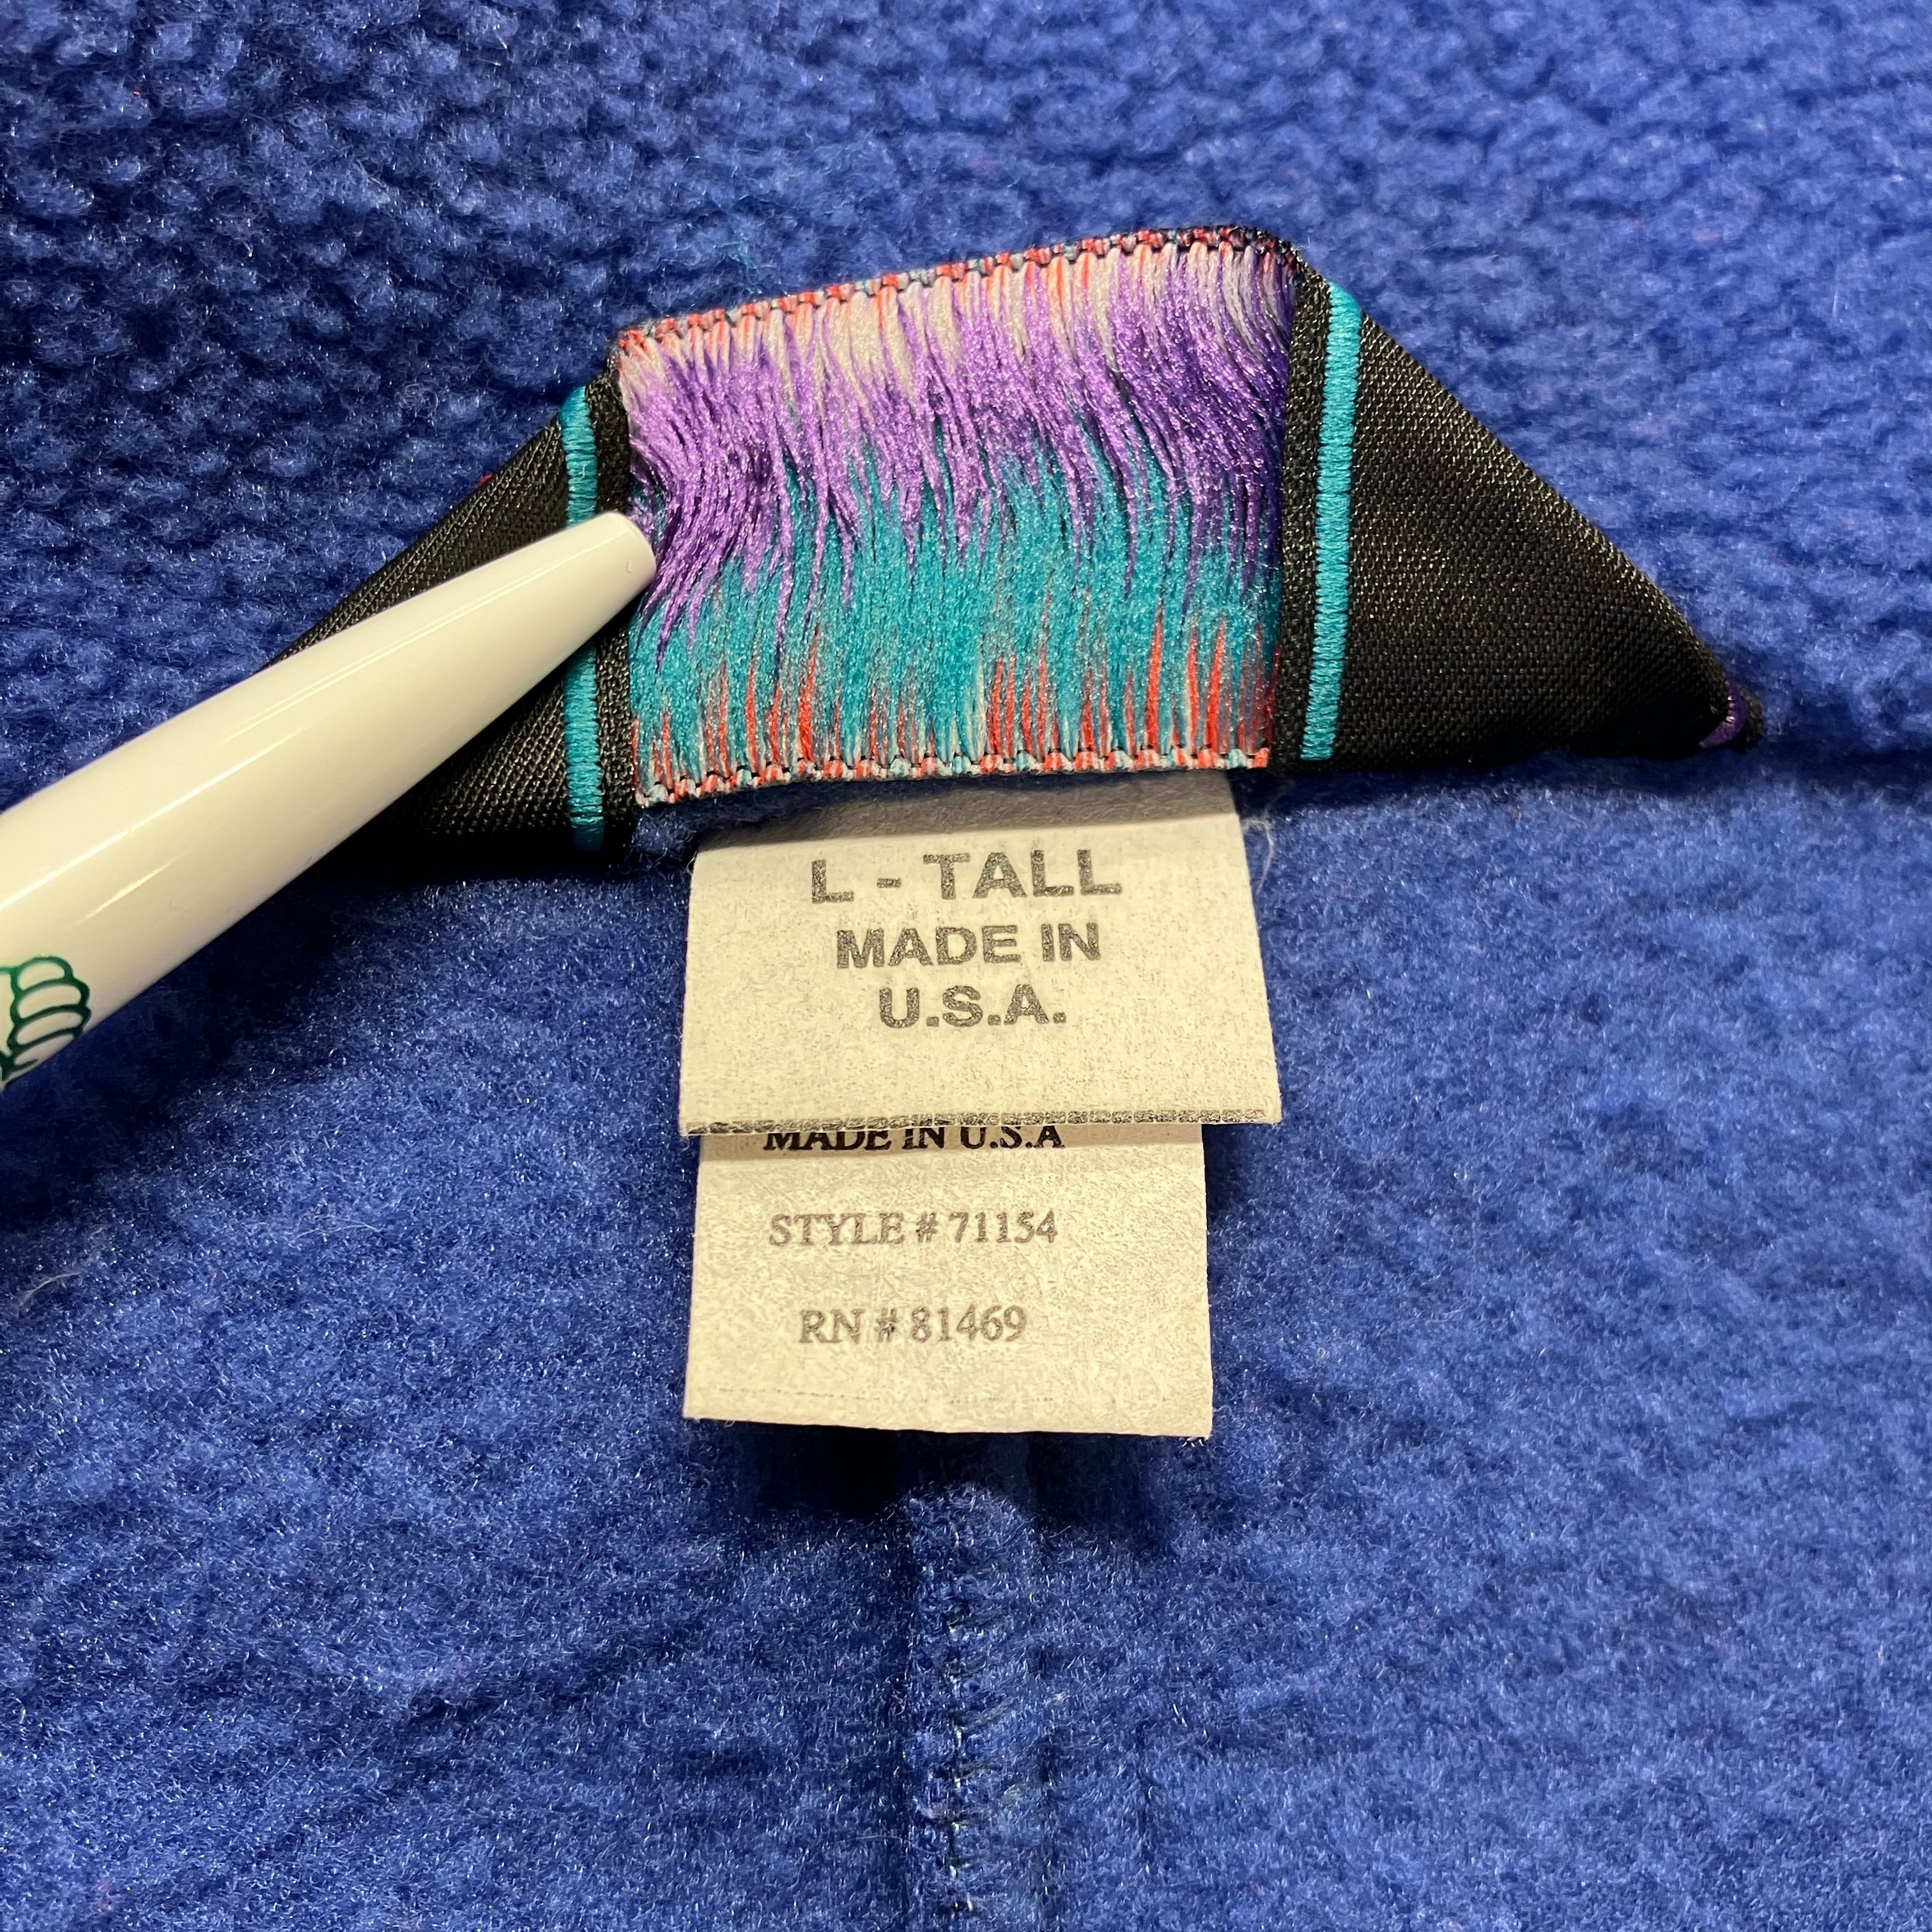 L - TALL
MADE IN
U.S.A.
MADE IN U.S.A
STYLE # 71154
RN # 81469